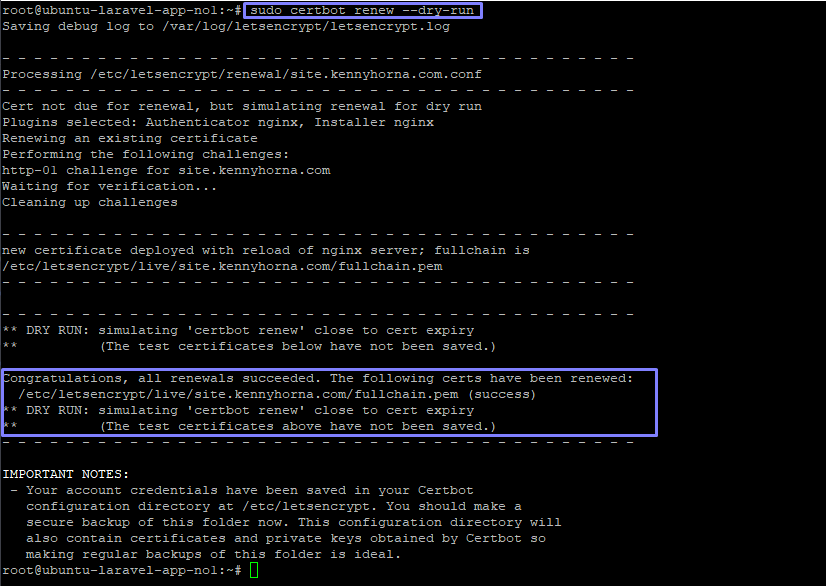 root@ubuntu-laravel-app-no1:~# sudo certbot renew --dry-run
Saving debug log to /var/log/letsencrypt/letsencrypt.log
- - - - - - - - - - - - - - - - - - - - - - - - - - - - - - - - - - - - - - - -
Processing /etc/letsencrypt/renewal/site.kennyhorna.com.conf
- - - - - - - - - - - - - - - - - - - - - - - - - - - - - - - - - - - - - - - -
Cert not due for renewal, but simulating renewal for dry run
Plugins selected: Authenticator nginx, Installer nginx
Renewing an existing certificate
Performing the following challenges:
http-01 challenge for site.kennyhorna.com
Waiting for verification...
Cleaning up challenges
- - - - - - - - - - - - - - - - - - - - - - - - - - - - - - - - - - - - - - - -
new certificate deployed with reload of nginx server; fullchain is
/etc/letsencrypt/live/site.kennyhorna.com/fullchain.pem
- - - - - - - - - - - - - - - - - - - - - - - - - - - - - - - - - - - - - - - -
- - - - - - - - - - - - - - - - - - - - - - - - - - - - - - - - - - - - - - - -
** DRY RUN: simulating 'certbot renew' close to cert expiry
**          (The test certificates below have not been saved.)
Congratulations, all renewals succeeded. The following certs have been renewed:
  /etc/letsencrypt/live/site.kennyhorna.com/fullchain.pem (success)
** DRY RUN: simulating 'certbot renew' close to cert expiry
**          (The test certificates above have not been saved.)
- - - - - - - - - - - - - - - - - - - - - - - - - - - - - - - - - - - - - - - -
IMPORTANT NOTES:
 - Your account credentials have been saved in your Certbot
   configuration directory at /etc/letsencrypt. You should make a
   secure backup of this folder now. This configuration directory will
   also contain certificates and private keys obtained by Certbot so
   making regular backups of this folder is ideal.
root@ubuntu-laravel-app-no1:~#